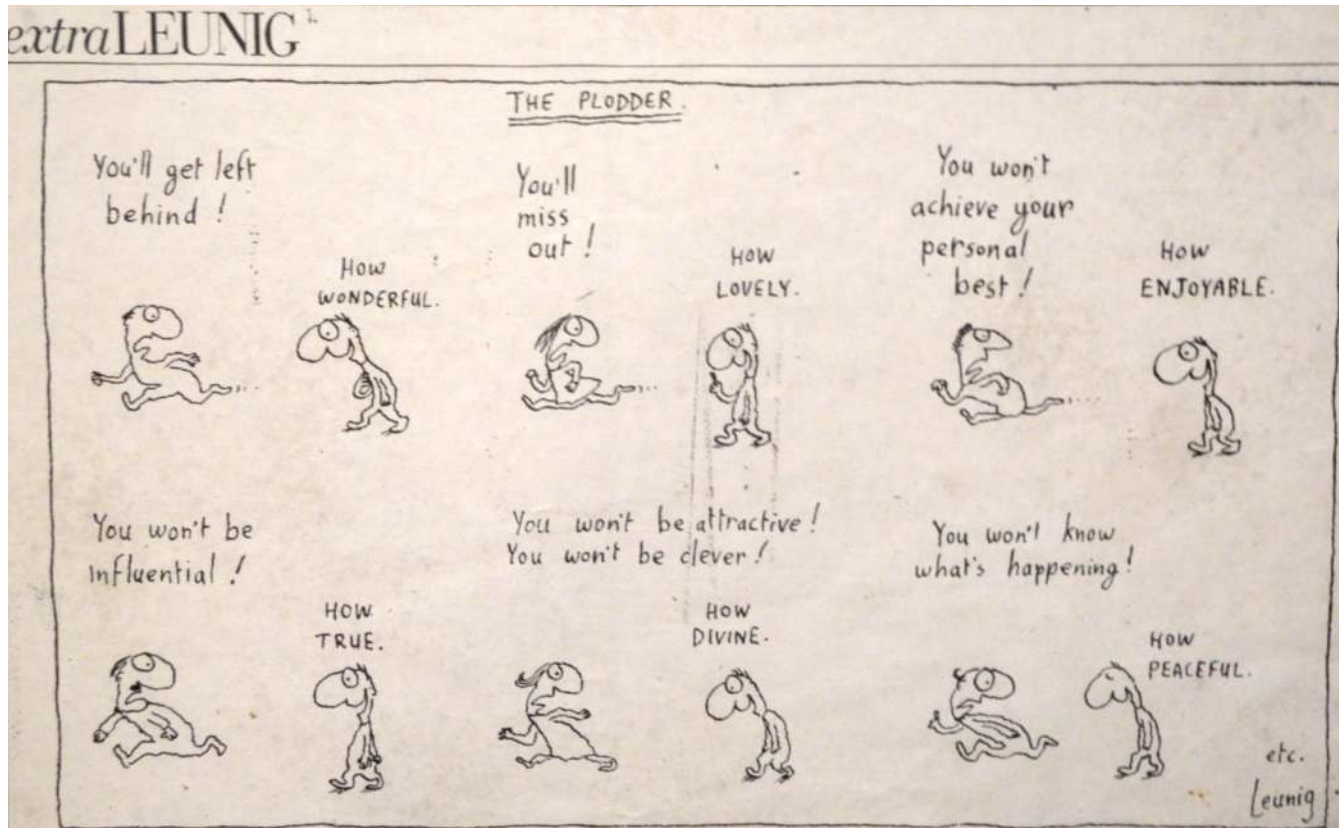 extra LEUNIG
THE PLODDER.
You'll get left
behind!
HOW
WONDERFUL.
You'll
miss
out!
HOW
LOVELY.
You won't
achieve your
personal
best!
HOW
ENJOYABLE.
You won't be
influential!
HOW
TRUE.
You won't be attractive!
You won't be clever!
HOW
DIVINE.
You won't know
what's happening!
HOW
PEACEFUL.
etc.
Leunig